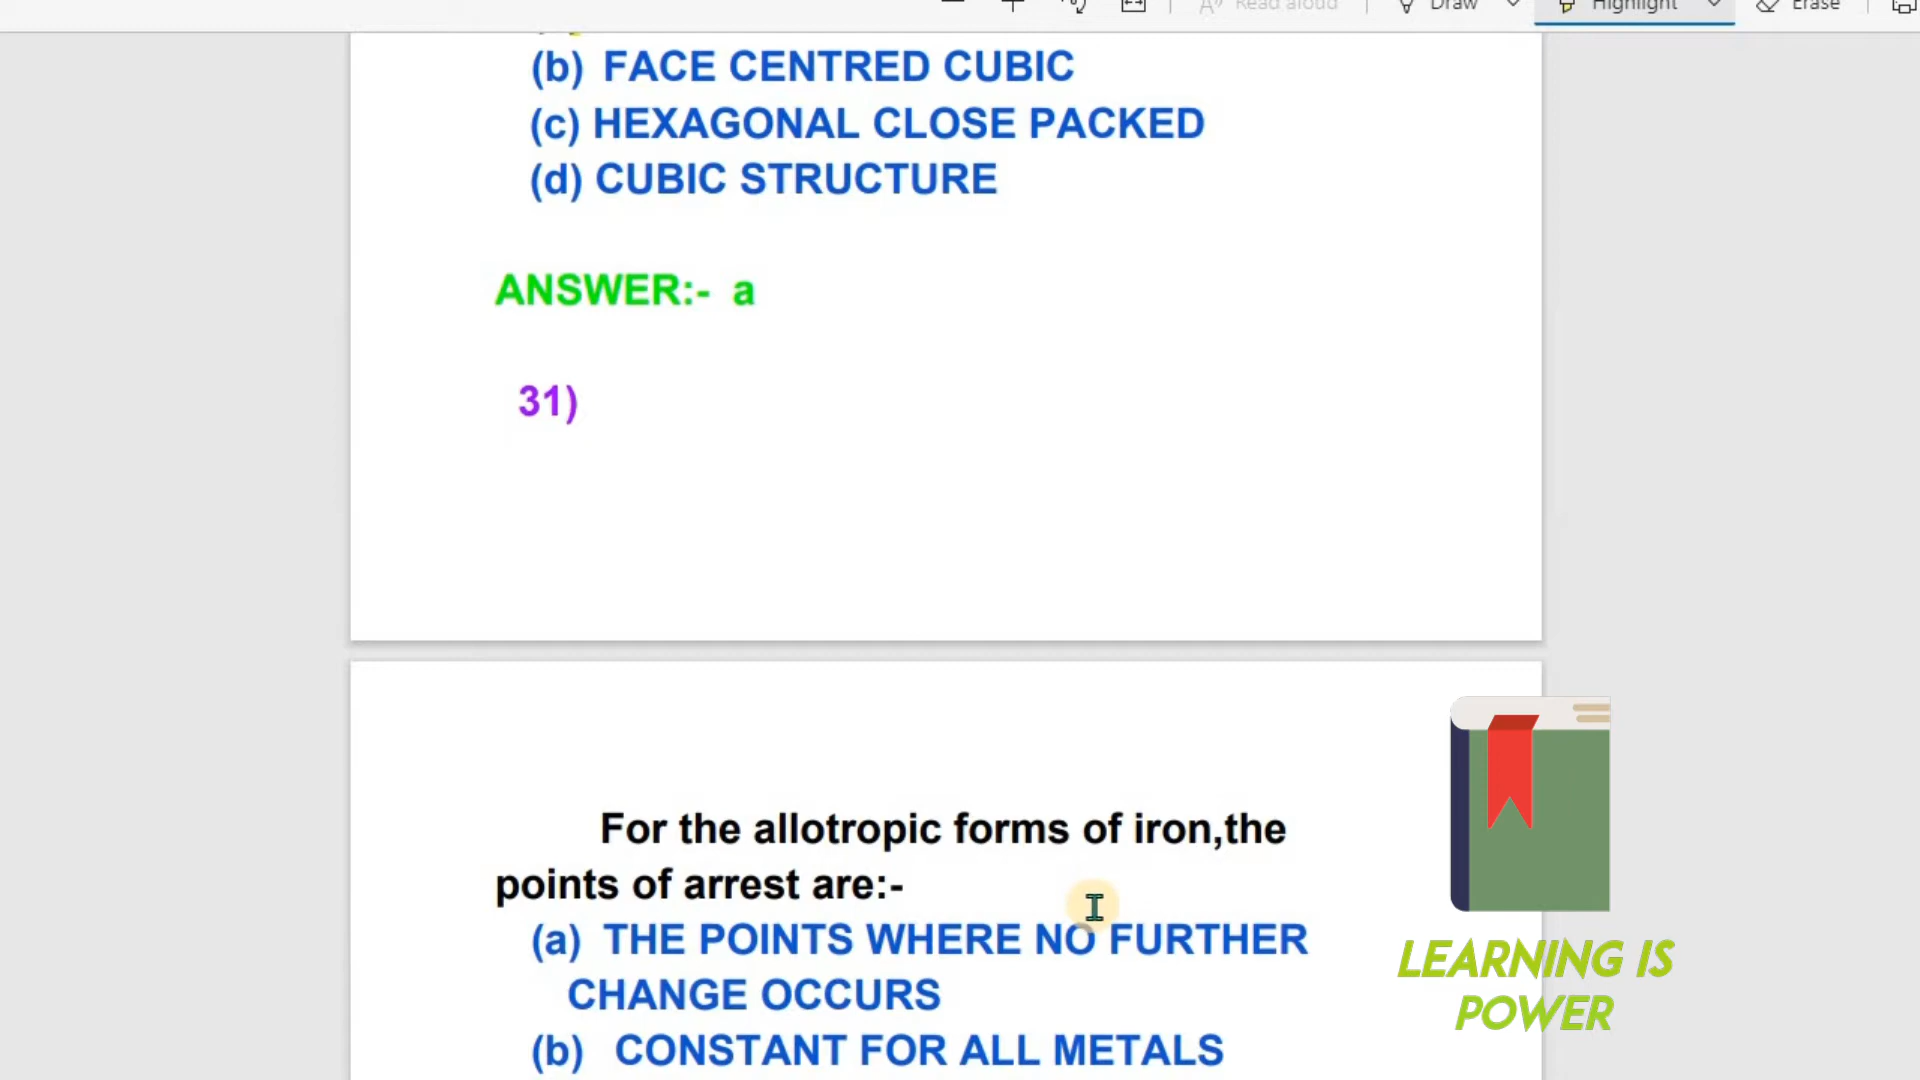 Read aloud
Draw
Highlight
Erase
(b) FACE CENTRED CUBIC
(c) HEXAGONAL CLOSE PACKED
(d) CUBIC STRUCTURE
ANSWER:- a
31)
For the allotropic forms of iron,the
points of arrest are:-
(a) THE POINTS WHERE NO FURTHER
CHANGE OCCURS
(b) CONSTANT FOR ALL METALS
LEARNING IS
POWER